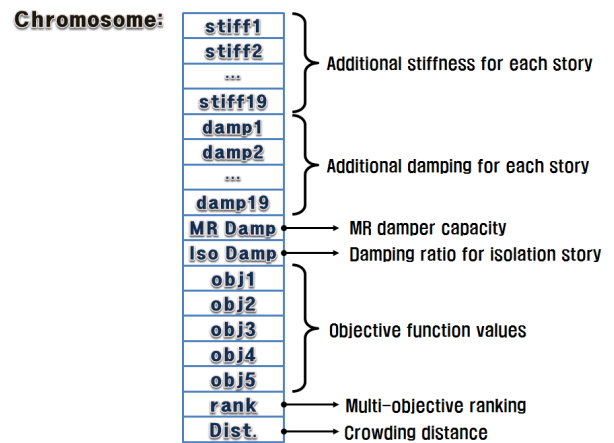 Chromosome:
stiff1
stiff2
...
stiff19
Additional stiffness for each story
damp1
damp2
...
damp19
Additional damping for each story
MR Damp
MR damper capacity
Iso Damp
Damping ratio for isolation story
obj1
obj2
obj3
obj4
obj5
Objective function values
rank
Multi-objective ranking
Dist.
Crowding distance